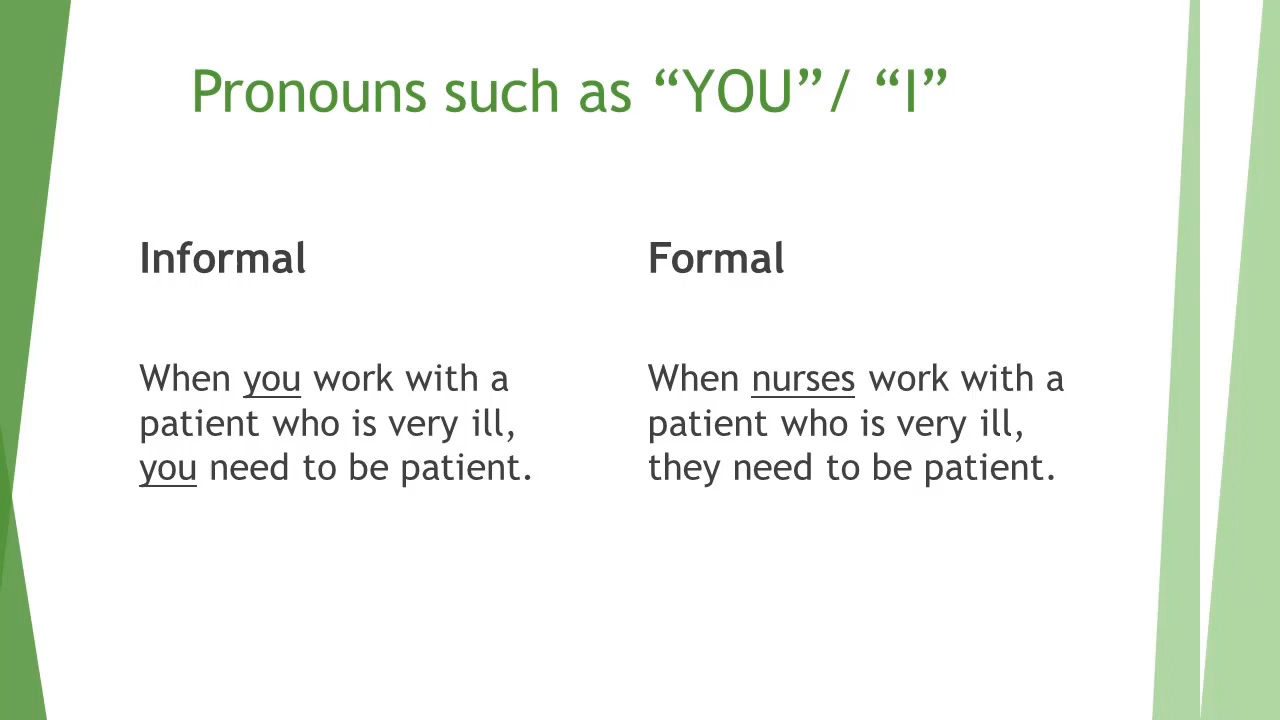 Pronouns such as “YOU”/ “I”
Informal
When you work with a
patient who is very ill,
you need to be patient.
Formal
When nurses work with a
patient who is very ill,
they need to be patient.